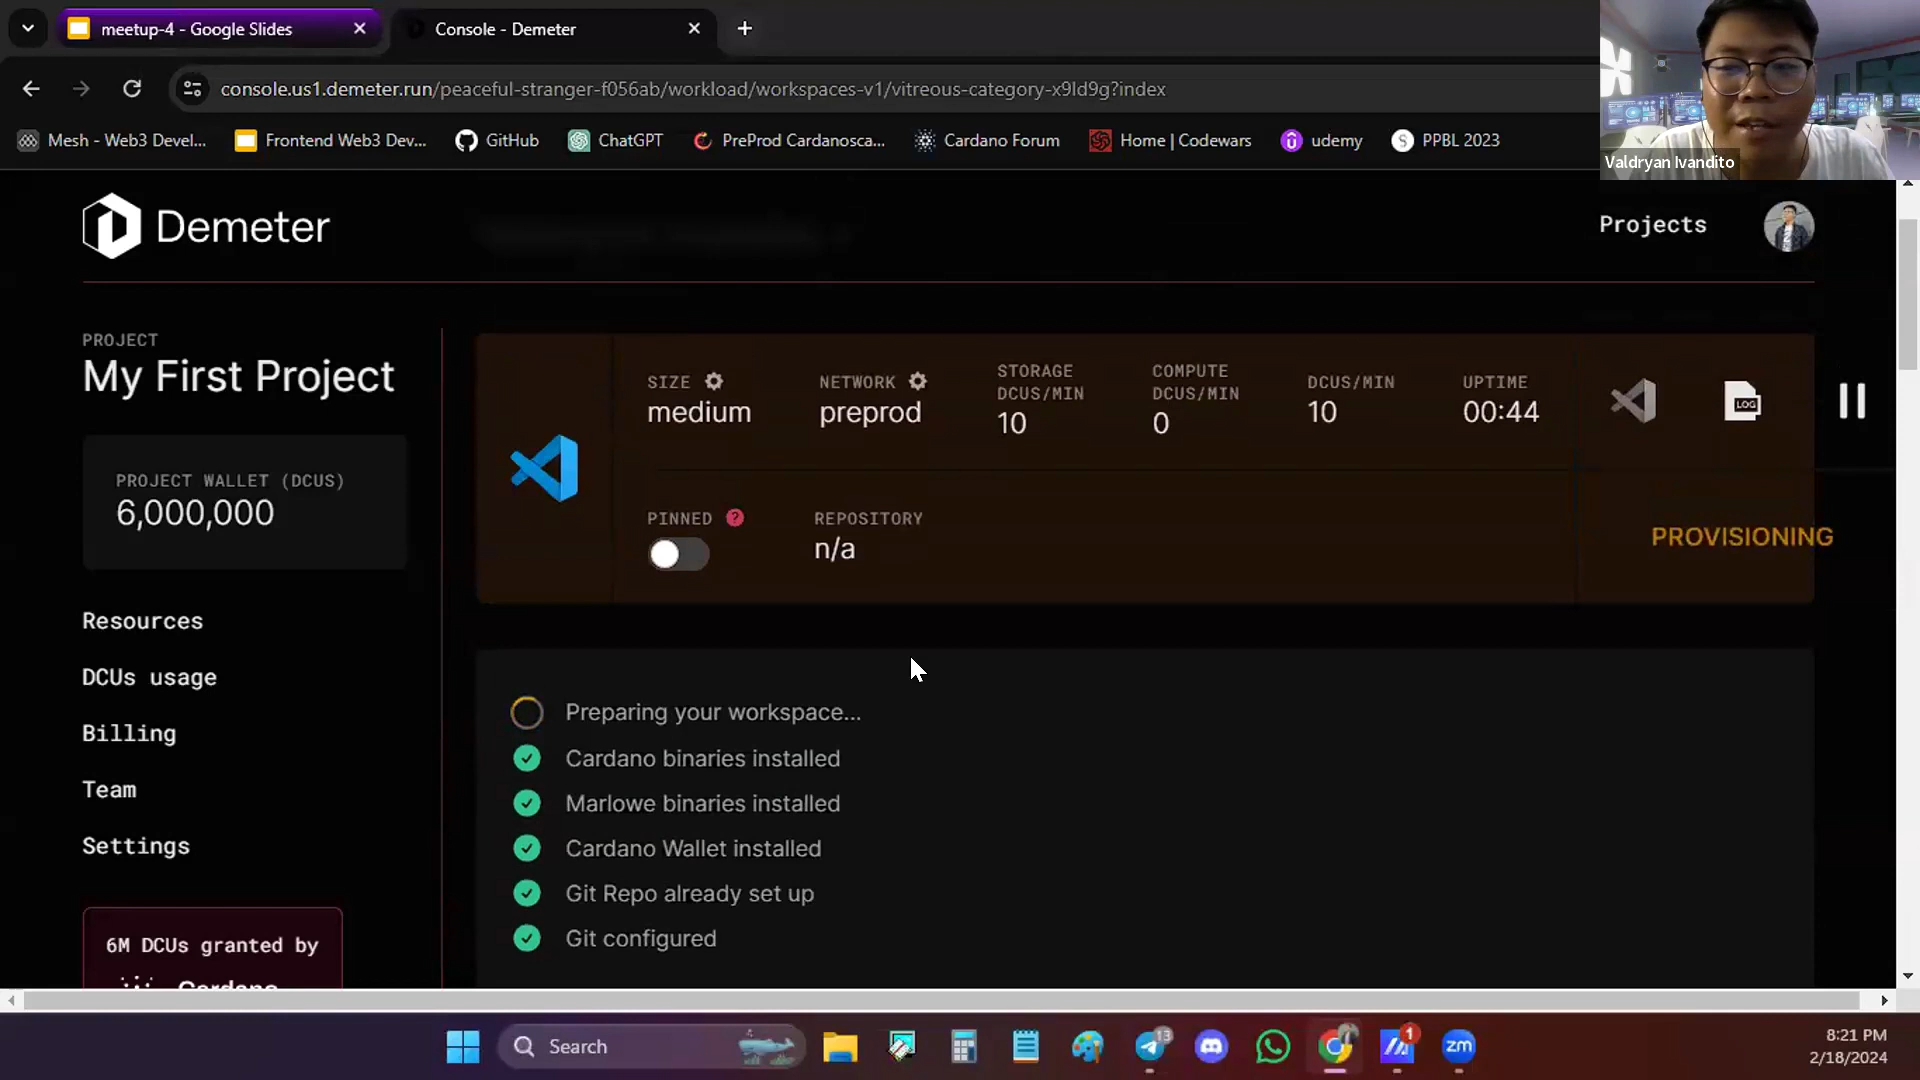 meetup-4 - Google Slides
Console - Demeter
console.us1.demeter.run/peaceful-stranger-f056ab/workload/workspaces-v1/vitreous-category-x9ld9g?index
Mesh - Web3 Devel...
Frontend Web3 Dev...
GitHub
ChatGPT
PreProd Cardanosca...
Cardano Forum
Home | Codewars
udemy
PPBL 2023
Valdryan Ivandito
Demeter
Projects
PROJECT
My First Project
PROJECT WALLET (DCUS)
6,000,000
Resources
DCUs usage
Billing
Team
Settings
6M DCUs granted by
Cardano
SIZE
medium
NETWORK
preprod
STORAGE
DCUS/MIN
10
COMPUTE
DCUS/MIN
0
DCUS/MIN
10
UPTIME
00:44
LOG
PINNED
?
REPOSITORY
n/a
PROVISIONING
Preparing your workspace...
Cardano binaries installed
Marlowe binaries installed
Cardano Wallet installed
Git Repo already set up
Git configured
Search
13
1
zm
8:21 PM
2/18/2024